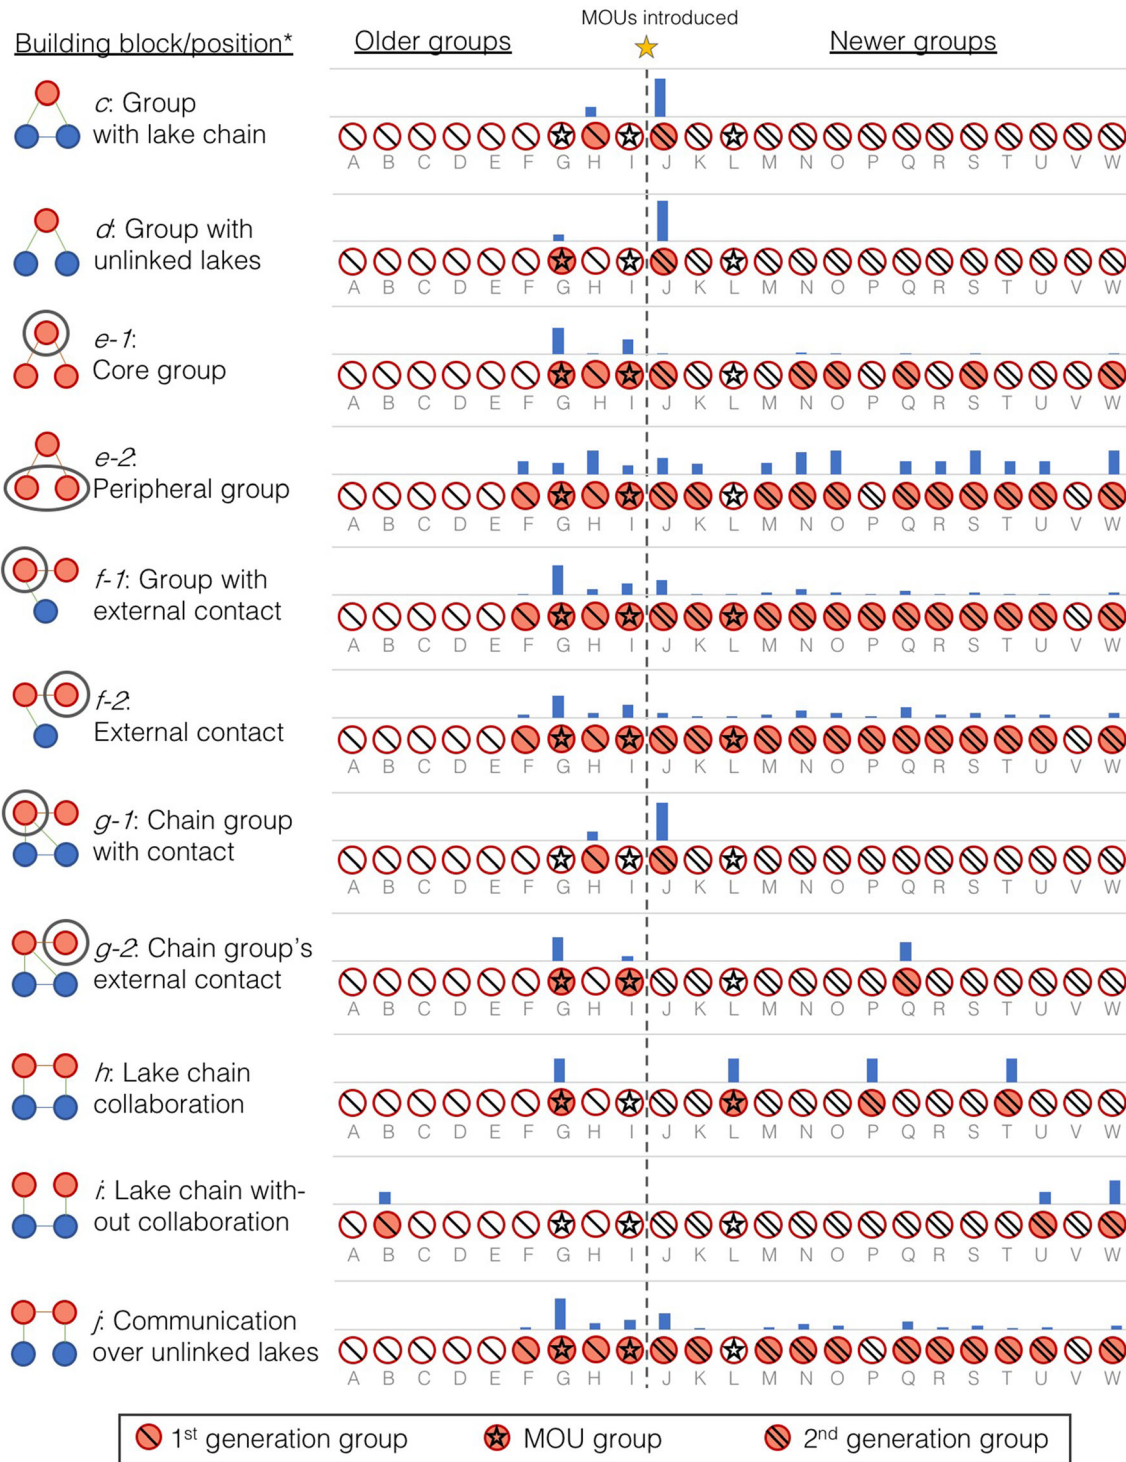 MOUs introduced
Building block/position*
Older groups
Newer groups
c: Group
with lake chain
A B C D E F G H I J K L M N O P Q R S T U V W
d: Group with
unlinked lakes
A B C D E F G H I J K L M N O P Q R S T U V W
e-1:
Core group
A B C D E F G H I J K L M N O P Q R S T U V W
e-2:
Peripheral group
A B C D E F G H I J K L M N O P Q R S T U V W
f-1: Group with
external contact
A B C D E F G H I J K L M N O P Q R S T U V W
f-2:
External contact
A B C D E F G H I J K L M N O P Q R S T U V W
g-1: Chain group
with contact
A B C D E F G H I J K L M N O P Q R S T U V W
g-2: Chain group's
external contact
A B C D E F G H I J K L M N O P Q R S T U V W
h: Lake chain
collaboration
A B C D E F G H I J K L M N O P Q R S T U V W
i: Lake chain with-
out collaboration
A B C D E F G H I J K L M N O P Q R S T U V W
j: Communication
over unlinked lakes
A B C D E F G H I J K L M N O P Q R S T U V W
1st generation group
MOU group
2nd generation group